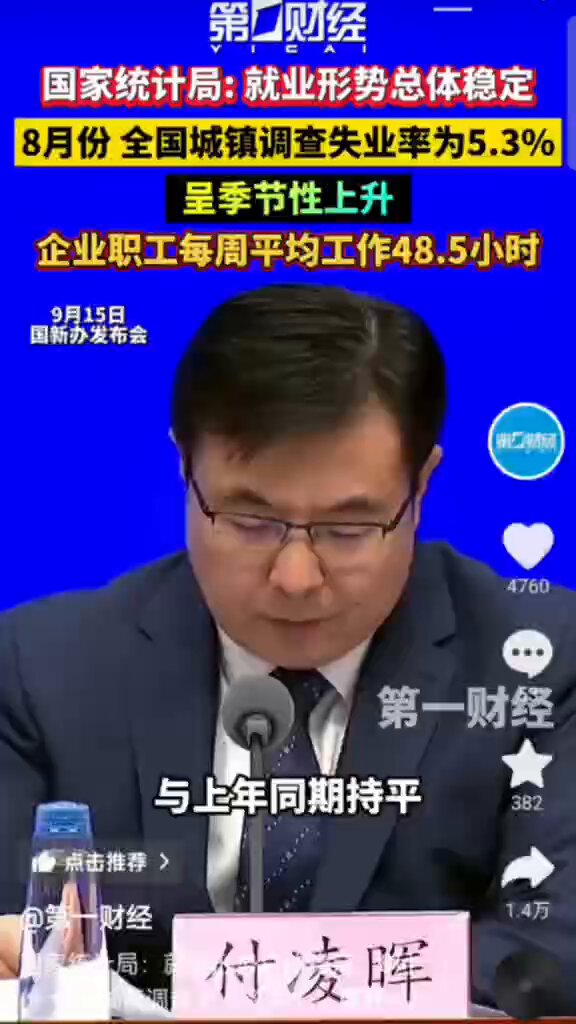 第一财经
YICAI
国家统计局: 就业形势总体稳定
8月份 全国城镇调查失业率为5.3%
呈季节性上升
企业职工每周平均工作48.5小时
9月15日
国新办发布会
第一财经
4760
第一财经
382
与上年同期持平
点击推荐 >
1.4万
@第一财经
付凌晖
国家统计局: